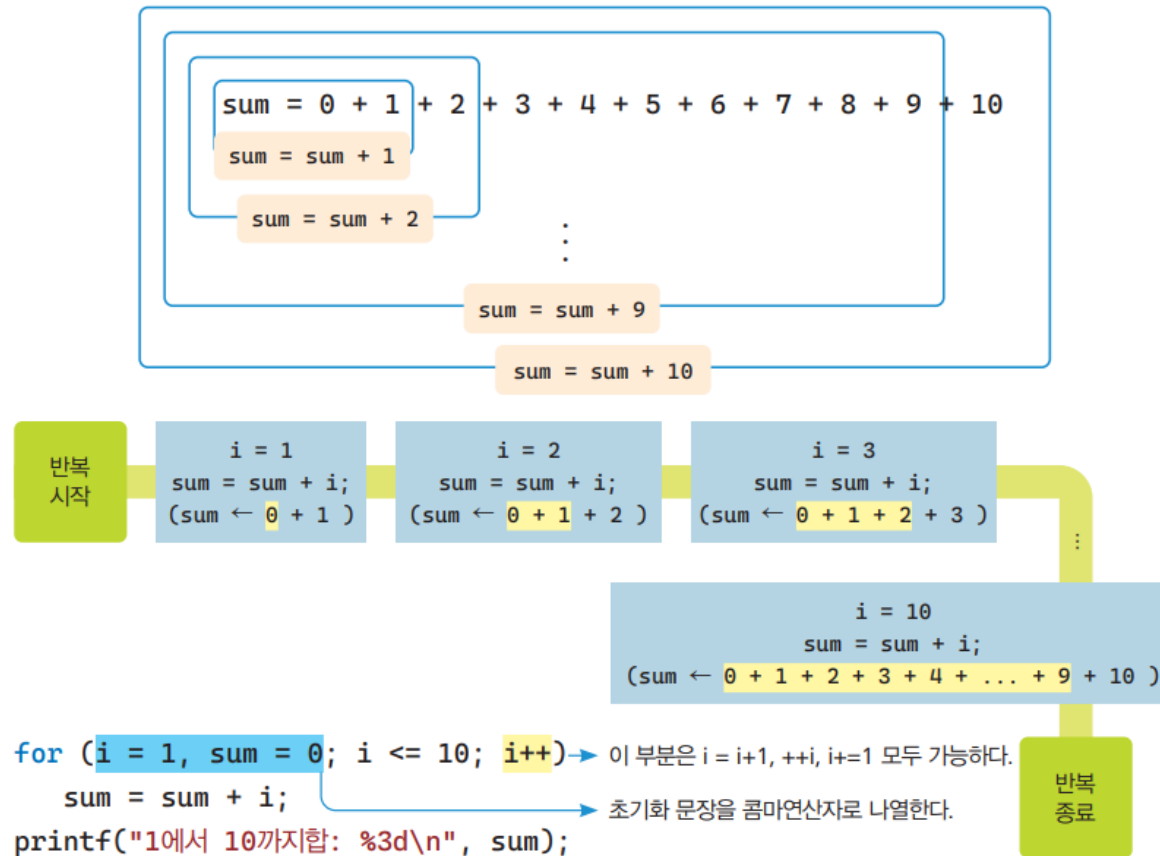 sum = 0 + 1 + 2 + 3 + 4 + 5 + 6 + 7 + 8 + 9 + 10
sum = sum + 1
sum = sum + 2
⋮
sum = sum + 9
sum = sum + 10
반복
시작
i = 1
sum = sum + i;
(sum ← 0 + 1 )
i = 2
sum = sum + i;
(sum ← 0 + 1 + 2 )
i = 3
sum = sum + i;
(sum ← 0 + 1 + 2 + 3 )
⋮
i = 10
sum = sum + i;
(sum ← 0 + 1 + 2 + 3 + 4 + ... + 9 + 10 )
반복
종료
for (i = 1, sum = 0; i <= 10; i++)
이 부분은 i = i+1, ++i, i+=1 모두 가능하다.
sum = sum + i;
초기화 문장을 콤마연산자로 나열한다.
printf("1에서 10까지합: %3d\n", sum);